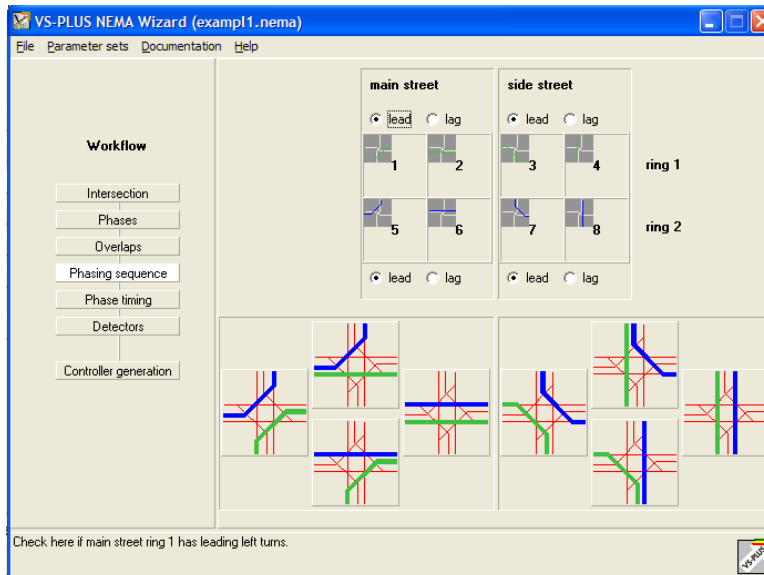 VS-PLUS NEMA Wizard (exampl1.nema)
File Parameter sets Documentation Help
main street side street
lead lag lead lag
Workflow
1 2 3 4 ring 1
Intersection
Phases
5 6 7 8 ring 2
Overlaps
Phasing sequence
lead lag lead lag
Phase timing
Detectors
Controller generation
Check here if main street ring 1 has leading left turns.
VS-PLUS